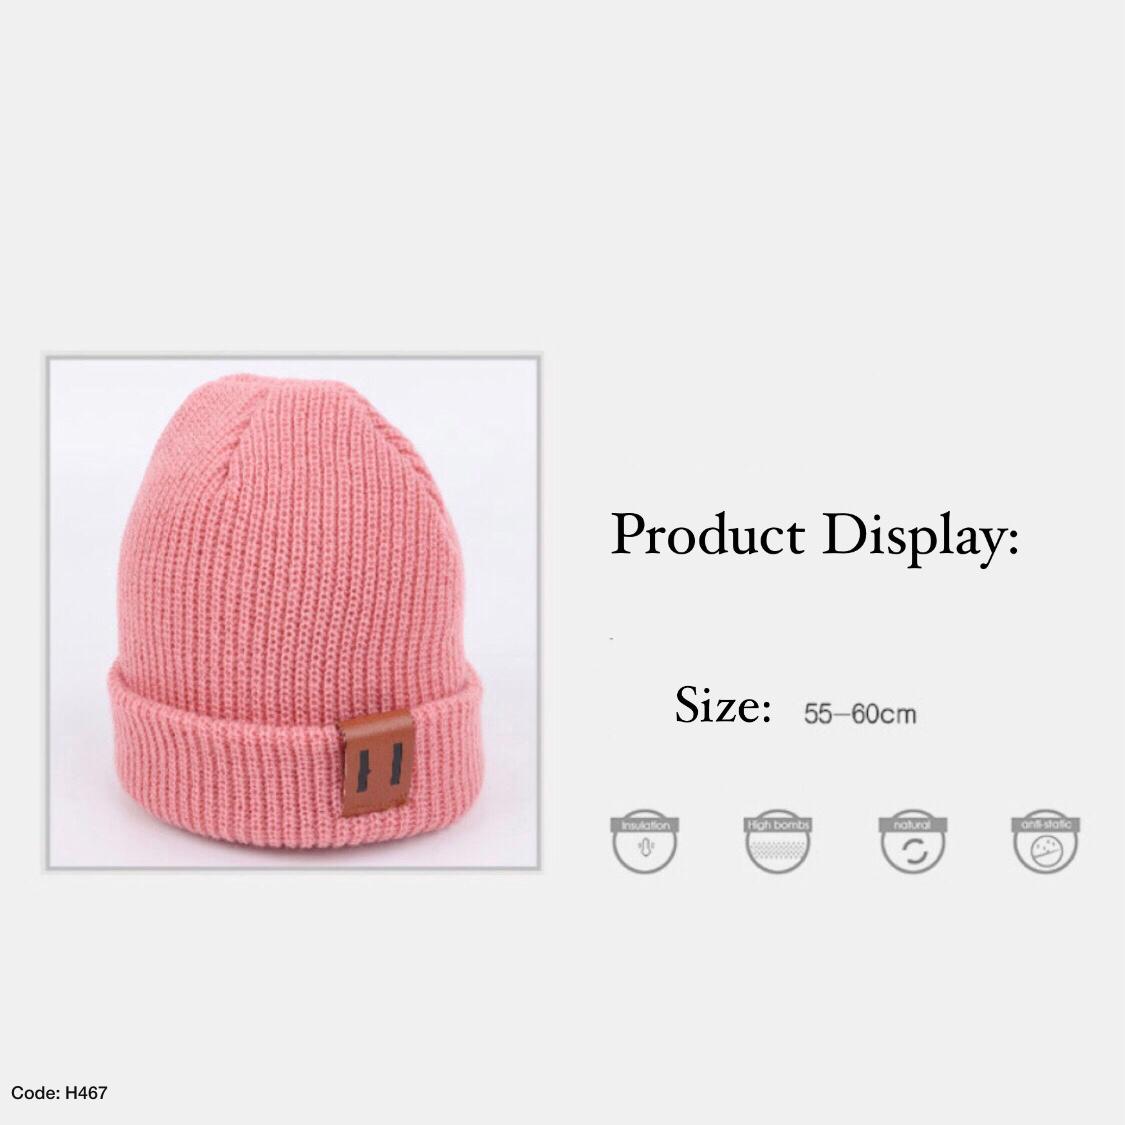 Product Display:
Size: 55-60cm
Insulation High bombs natural anti-static
Code: H467